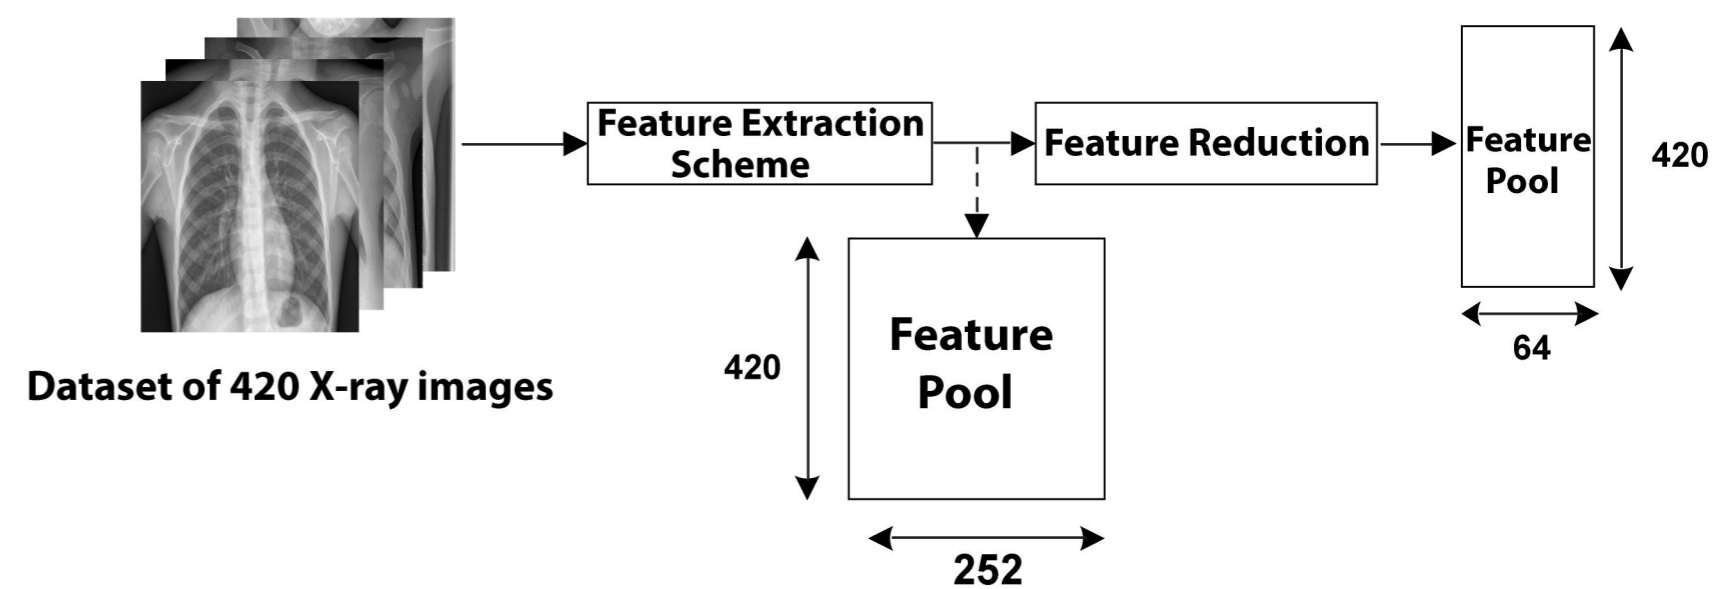 Feature Extraction
Scheme
Feature Reduction
Feature
Pool
420
64
Dataset of 420 X-ray images
420
Feature
Pool
252